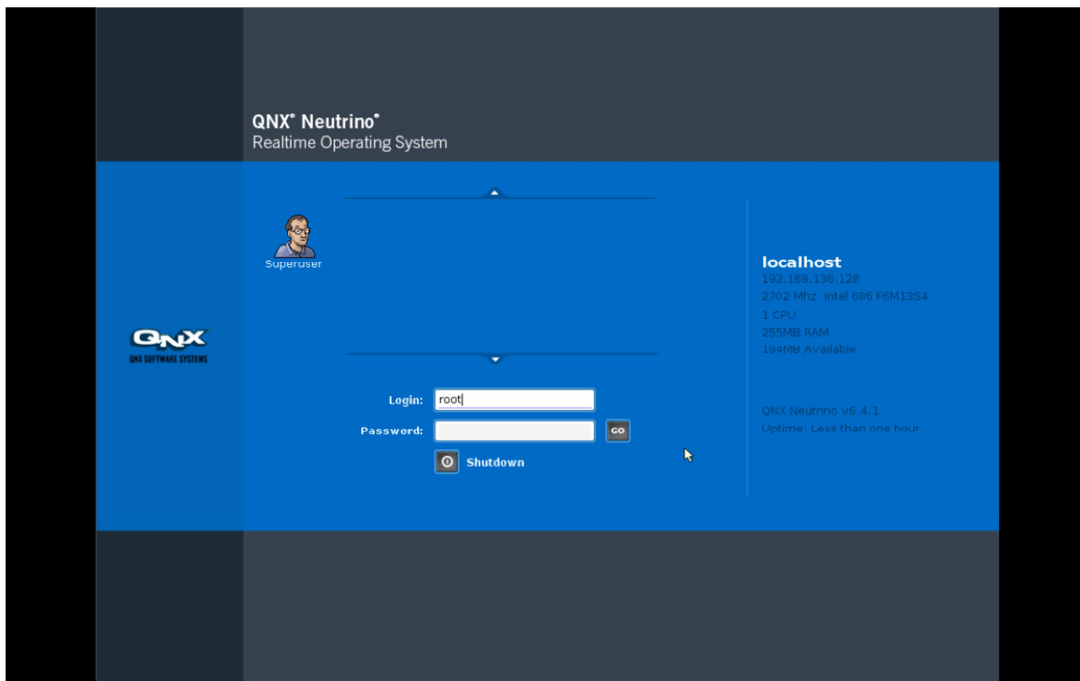 QNX® Neutrino®
Realtime Operating System
Superuser
QNX
QNX SOFTWARE SYSTEMS
Login: root
Password:
GO
Shutdown
localhost
192.168.136.128
2702 Mhz Intel 686 F6M13S4
1 CPU
255MB RAM
194MB Available
QNX Neutrino v6.4.1
Uptime: Less than one hour.